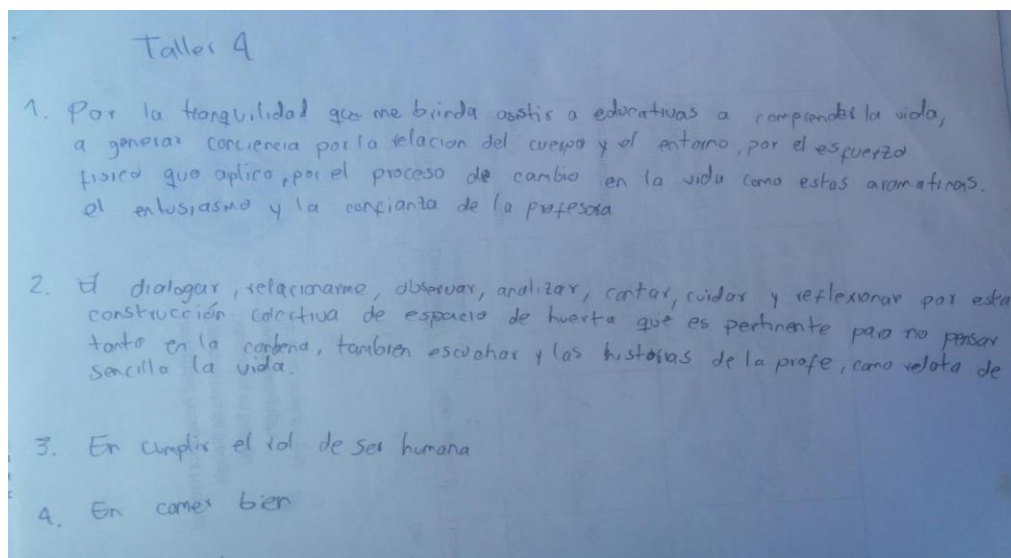 Taller 4
1. Por la tranquilidad que me brinda asistir a educativas a comprender la vida,
a generar conciencia por la relacion del cuerpo y el entorno, por el esfuerzo
fisico que aplico, por el proceso de cambio en la vida como estas aromaticas.
el entusiasmo y la confianza de la profesora
2. El dialogar, relacionarme, observar, analizar, contar, cuidar y reflexonar por esta
construcción colectiva de espacio de huerta que es pertinente para no pensar
tanto en la condena, tambien escuchar y las historias de la profe, como relata de
sencilla la vida.
3. En cumplir el rol de ser humana
4. En comer bien